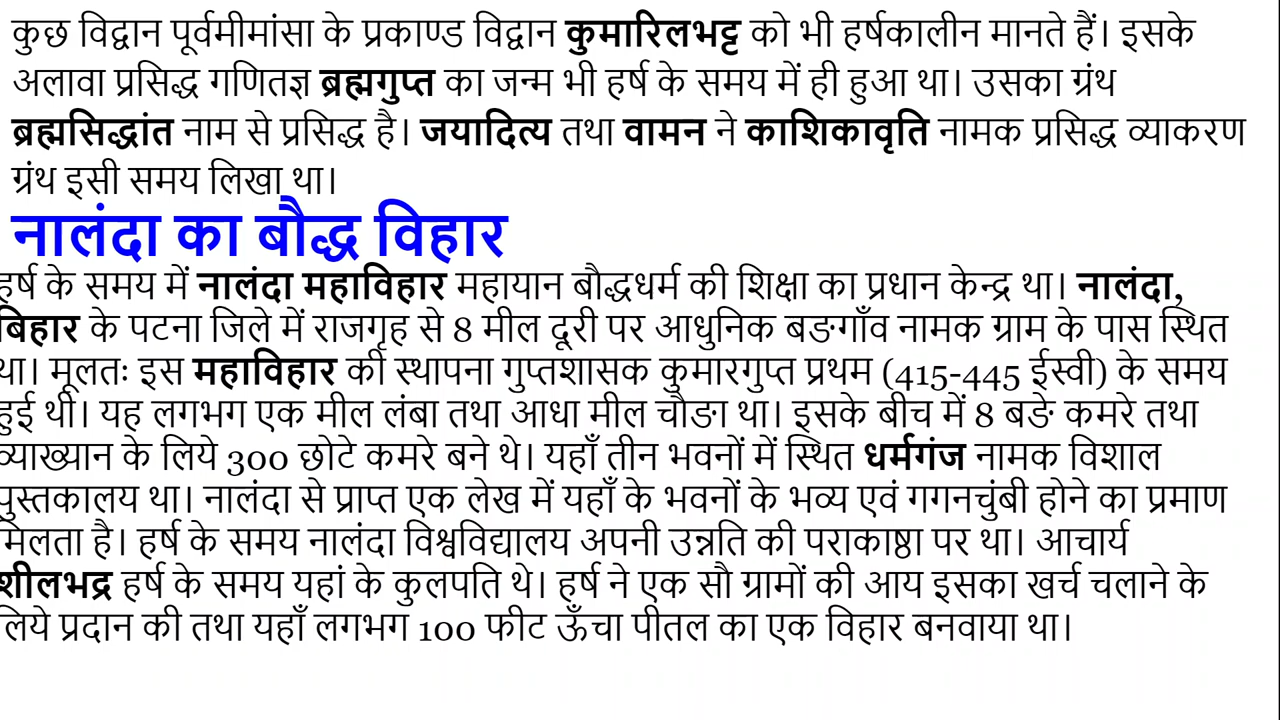 कुछ विद्वान पूर्वमीमांसा के प्रकाण्ड विद्वान कुमारिलभट्ट को भी हर्षकालीन मानते हैं। इसके
अलावा प्रसिद्ध गणितज्ञ ब्रह्मगुप्त का जन्म भी हर्ष के समय में ही हुआ था। उसका ग्रंथ
ब्रह्मसिद्धांत नाम से प्रसिद्ध है। जयादित्य तथा वामन ने काशिकावृति नामक प्रसिद्ध व्याकरण
ग्रंथ इसी समय लिखा था।
नालंदा का बौद्ध विहार
हर्ष के समय में नालंदा महाविहार महायान बौद्धधर्म की शिक्षा का प्रधान केन्द्र था। नालंदा,
बिहार के पटना जिले में राजगृह से 8 मील दूरी पर आधुनिक बङगाँव नामक ग्राम के पास स्थित
था। मूलतः इस महाविहार की स्थापना गुप्तशासक कुमारगुप्त प्रथम (415-445 ईस्वी) के समय
हुई थी। यह लगभग एक मील लंबा तथा आधा मील चौङा था। इसके बीच में 8 बङे कमरे तथा
व्याख्यान के लिये 300 छोटे कमरे बने थे। यहाँ तीन भवनों में स्थित धर्मगंज नामक विशाल
पुस्तकालय था। नालंदा से प्राप्त एक लेख में यहाँ के भवनों के भव्य एवं गगनचुंबी होने का प्रमाण
मिलता है। हर्ष के समय नालंदा विश्वविद्यालय अपनी उन्नति की पराकाष्ठा पर था। आचार्य
शीलभद्र हर्ष के समय यहां के कुलपति थे। हर्ष ने एक सौ ग्रामों की आय इसका खर्च चलाने के
लिये प्रदान की तथा यहाँ लगभग 100 फीट ऊँचा पीतल का एक विहार बनवाया था।